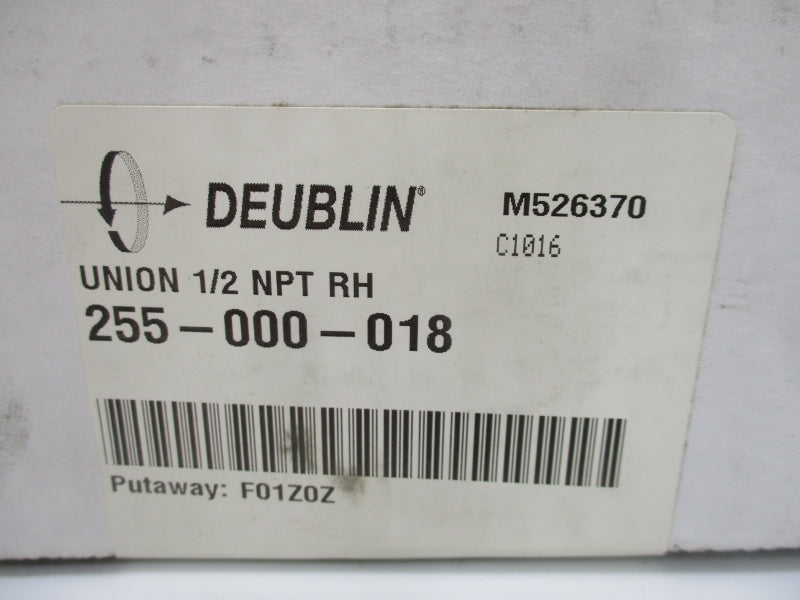 DEUBLIN®
M526370
C1016
UNION 1/2 NPT RH
255-000-018
Putaway: F01Z0Z